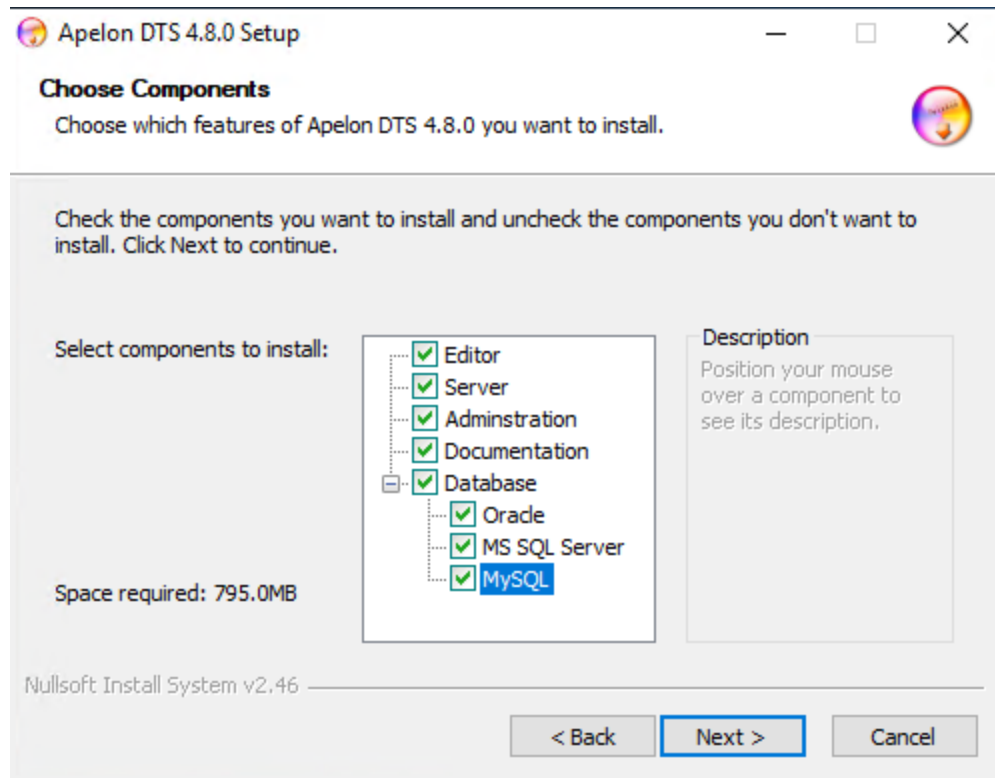 Apelon DTS 4.8.0 Setup
Choose Components
Choose which features of Apelon DTS 4.8.0 you want to install.
Check the components you want to install and uncheck the components you don't want to
install. Click Next to continue.
Select components to install:
Editor
Server
Adminstration
Documentation
Database
Oracle
MS SQL Server
MySQL
Description
Position your mouse
over a component to
see its description.
Space required: 795.0MB
Nullsoft Install System v2.46
< Back
Next >
Cancel